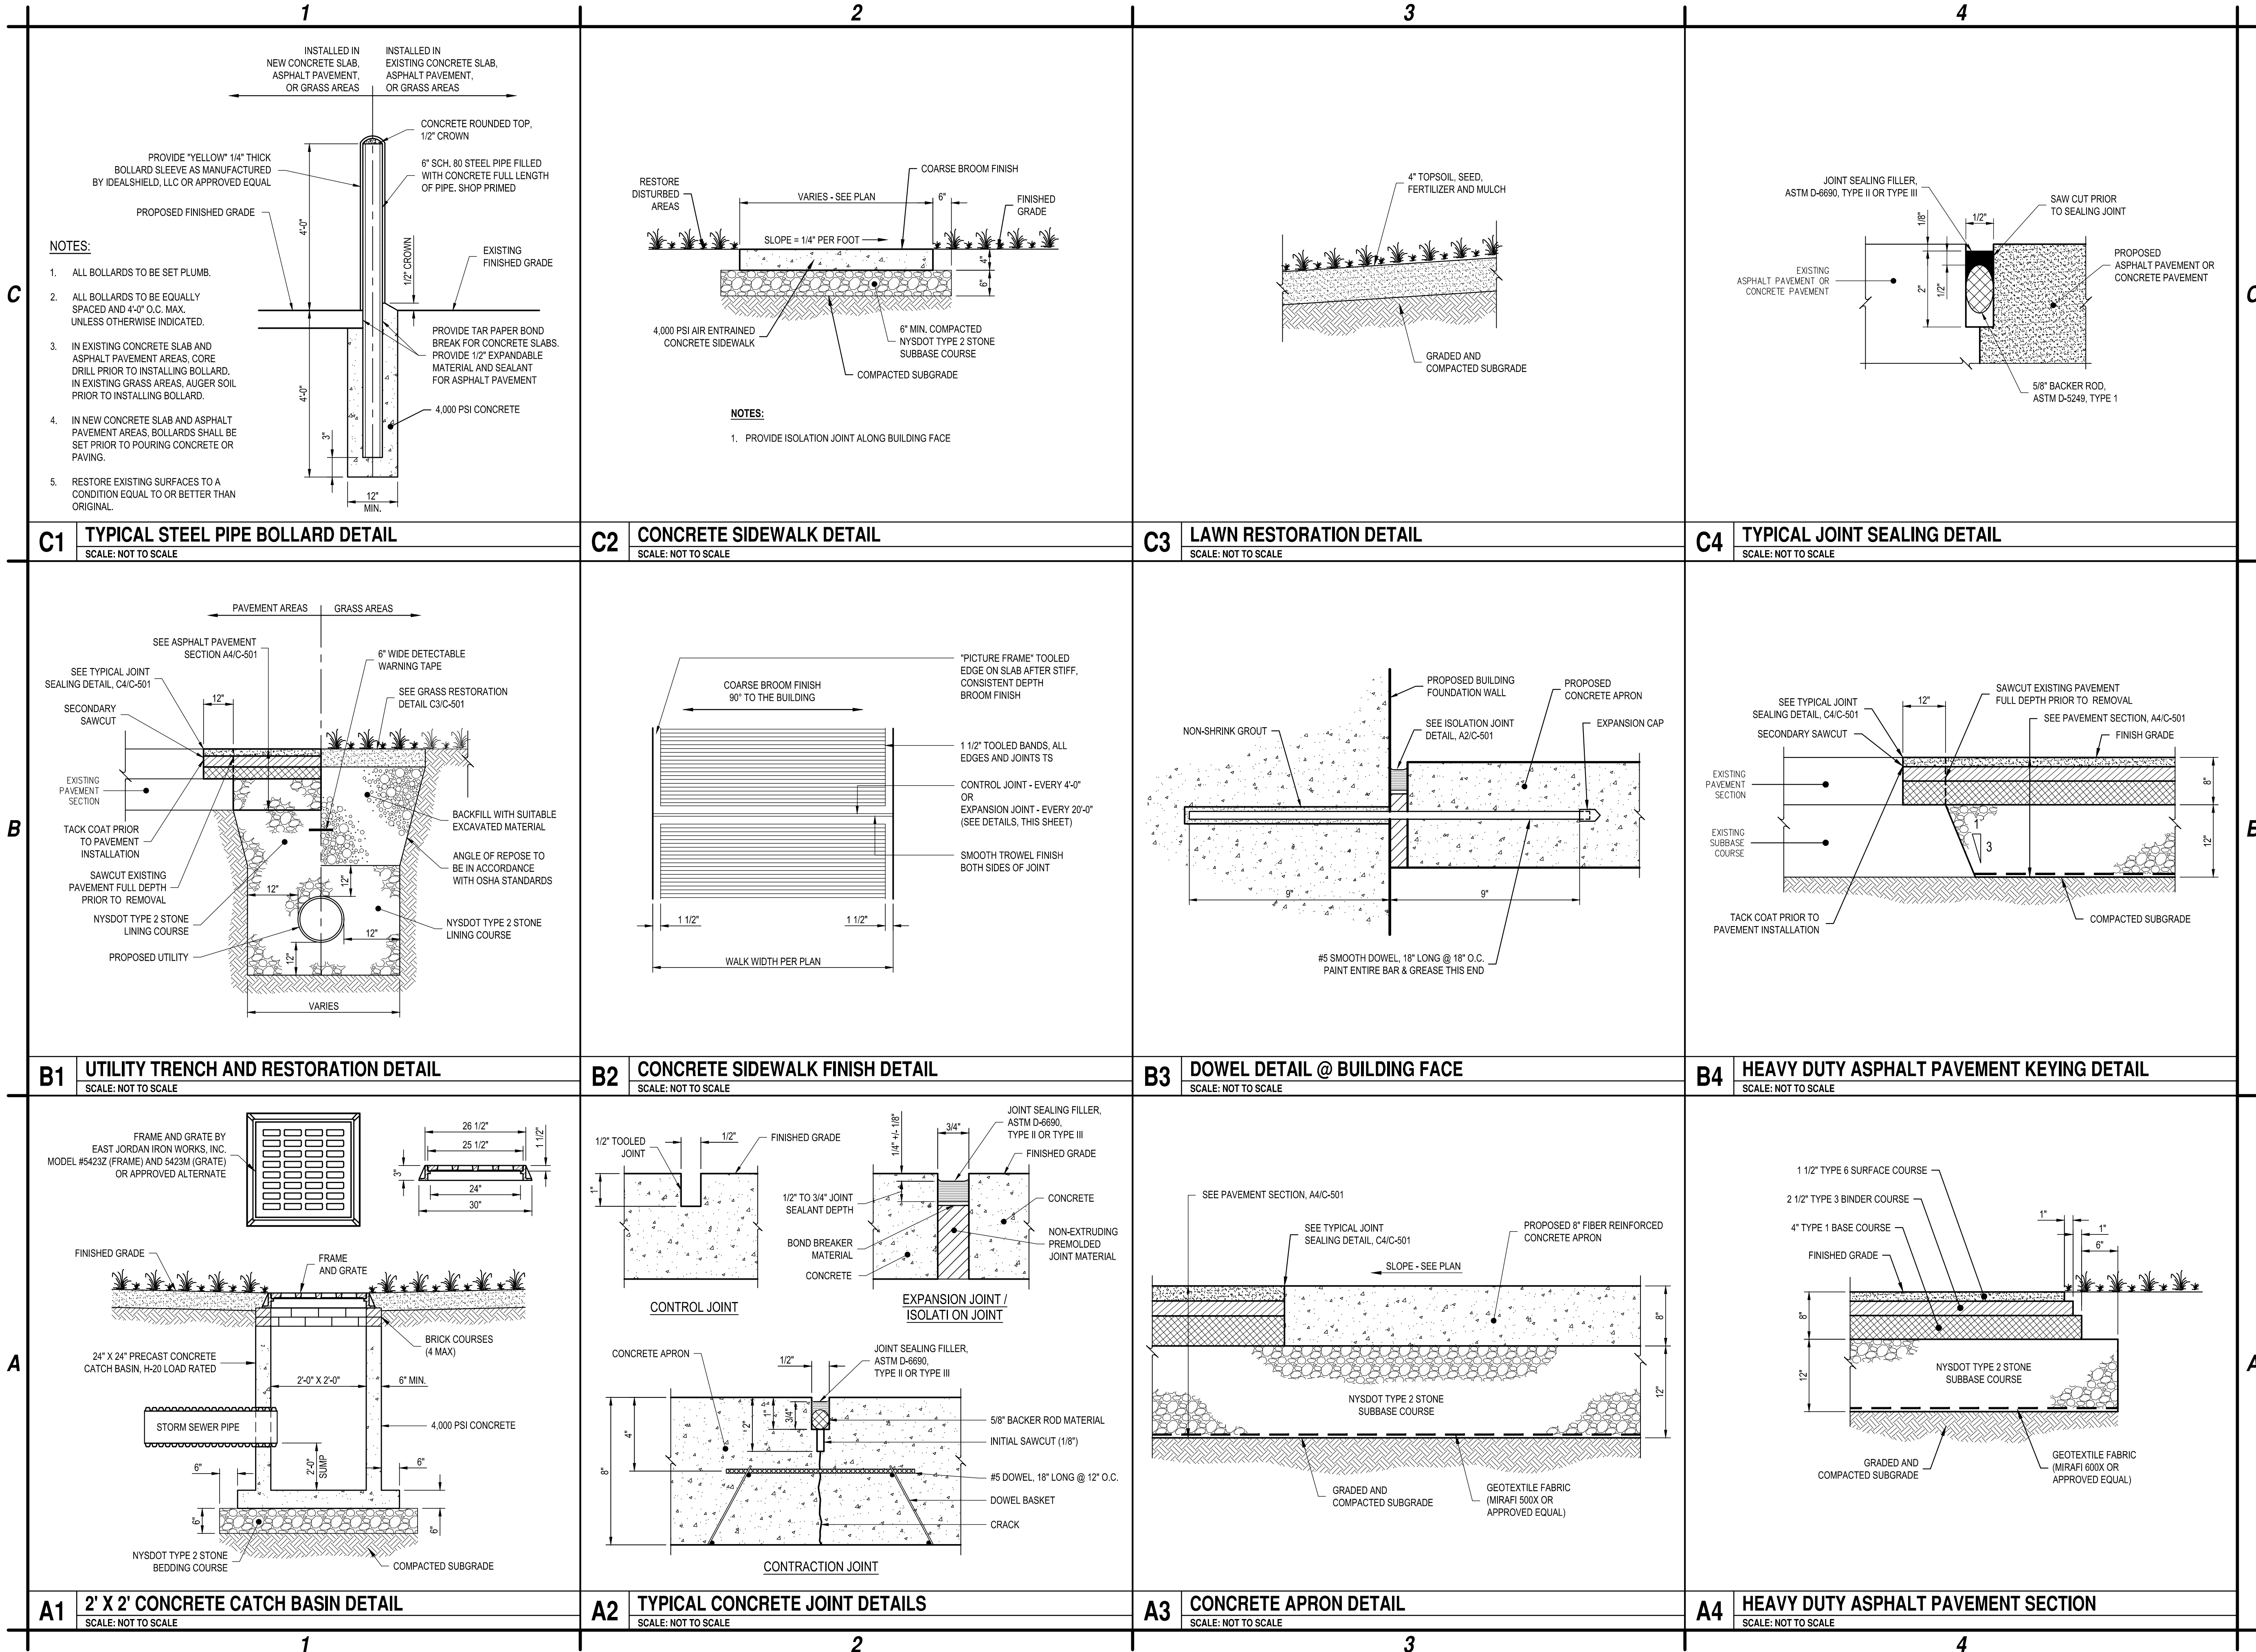 1
2
3
4
INSTALLED IN
NEW CONCRETE SLAB,
ASPHALT PAVEMENT,
OR GRASS AREAS
INSTALLED IN
EXISTING CONCRETE SLAB,
ASPHALT PAVEMENT,
OR GRASS AREAS
CONCRETE ROUNDED TOP,
1/2" CROWN
PROVIDE "YELLOW" 1/4" THICK
BOLLARD SLEEVE AS MANUFACTURED
BY IDEALSHIELD, LLC OR APPROVED EQUAL
6" SCH. 80 STEEL PIPE FILLED
WITH CONCRETE FULL LENGTH
OF PIPE. SHOP PRIMED
PROPOSED FINISHED GRADE
4'-0"
1/2" CROWN
EXISTING
FINISHED GRADE
NOTES:
1. ALL BOLLARDS TO BE SET PLUMB.
2. ALL BOLLARDS TO BE EQUALLY
SPACED AND 4'-0" O.C. MAX.
UNLESS OTHERWISE INDICATED.
3. IN EXISTING CONCRETE SLAB AND
ASPHALT PAVEMENT AREAS, CORE
DRILL PRIOR TO INSTALLING BOLLARD.
IN EXISTING GRASS AREAS, AUGER SOIL
PRIOR TO INSTALLING BOLLARD.
4. IN NEW CONCRETE SLAB AND ASPHALT
PAVEMENT AREAS, BOLLARDS SHALL BE
SET PRIOR TO POURING CONCRETE OR
PAVING.
5. RESTORE EXISTING SURFACES TO A
CONDITION EQUAL TO OR BETTER THAN
ORIGINAL.
PROVIDE TAR PAPER BOND
BREAK FOR CONCRETE SLABS.
PROVIDE 1/2" EXPANDABLE
MATERIAL AND SEALANT
FOR ASPHALT PAVEMENT
4'-0"
4,000 PSI CONCRETE
3"
12"
MIN.
C1 TYPICAL STEEL PIPE BOLLARD DETAIL
SCALE: NOT TO SCALE
RESTORE
DISTURBED
AREAS
COARSE BROOM FINISH
VARIES - SEE PLAN
6"
FINISHED
GRADE
SLOPE = 1/4" PER FOOT
4"
6"
4,000 PSI AIR ENTRAINED
CONCRETE SIDEWALK
6" MIN. COMPACTED
NYSDOT TYPE 2 STONE
SUBBASE COURSE
COMPACTED SUBGRADE
NOTES:
1. PROVIDE ISOLATION JOINT ALONG BUILDING FACE
C2 CONCRETE SIDEWALK DETAIL
SCALE: NOT TO SCALE
4" TOPSOIL, SEED,
FERTILIZER AND MULCH
GRADED AND
COMPACTED SUBGRADE
C3 LAWN RESTORATION DETAIL
SCALE: NOT TO SCALE
JOINT SEALING FILLER,
ASTM D-6690, TYPE II OR TYPE III
1/8"
1/2"
SAW CUT PRIOR
TO SEALING JOINT
EXISTING
ASPHALT PAVEMENT OR
CONCRETE PAVEMENT
2"
1/2"
PROPOSED
ASPHALT PAVEMENT OR
CONCRETE PAVEMENT
5/8" BACKER ROD,
ASTM D-5249, TYPE 1
C4 TYPICAL JOINT SEALING DETAIL
SCALE: NOT TO SCALE
C
C
PAVEMENT AREAS
GRASS AREAS
SEE ASPHALT PAVEMENT
SECTION A4/C-501
6" WIDE DETECTABLE
WARNING TAPE
SEE TYPICAL JOINT
SEALING DETAIL, C4/C-501
12"
SEE GRASS RESTORATION
DETAIL C3/C-501
SECONDARY
SAWCUT
EXISTING
PAVEMENT
SECTION
BACKFILL WITH SUITABLE
EXCAVATED MATERIAL
TACK COAT PRIOR
TO PAVEMENT
INSTALLATION
ANGLE OF REPOSE TO
BE IN ACCORDANCE
WITH OSHA STANDARDS
SAWCUT EXISTING
PAVEMENT FULL DEPTH
PRIOR TO REMOVAL
12"
12"
NYSDOT TYPE 2 STONE
LINING COURSE
NYSDOT TYPE 2 STONE
LINING COURSE
12"
PROPOSED UTILITY
12"
VARIES
B1 UTILITY TRENCH AND RESTORATION DETAIL
SCALE: NOT TO SCALE
COARSE BROOM FINISH
90° TO THE BUILDING
"PICTURE FRAME" TOOLED
EDGE ON SLAB AFTER STIFF,
CONSISTENT DEPTH
BROOM FINISH
1 1/2" TOOLED BANDS, ALL
EDGES AND JOINTS TS
CONTROL JOINT - EVERY 4'-0"
OR
EXPANSION JOINT - EVERY 20'-0"
(SEE DETAILS, THIS SHEET)
SMOOTH TROWEL FINISH
BOTH SIDES OF JOINT
1 1/2"
1 1/2"
WALK WIDTH PER PLAN
B2 CONCRETE SIDEWALK FINISH DETAIL
SCALE: NOT TO SCALE
PROPOSED BUILDING
FOUNDATION WALL
PROPOSED
CONCRETE APRON
NON-SHRINK GROUT
SEE ISOLATION JOINT
DETAIL, A2/C-501
EXPANSION CAP
9"
9"
#5 SMOOTH DOWEL, 18" LONG @ 18" O.C.
PAINT ENTIRE BAR & GREASE THIS END
B3 DOWEL DETAIL @ BUILDING FACE
SCALE: NOT TO SCALE
SEE TYPICAL JOINT
SEALING DETAIL, C4/C-501
12"
SAWCUT EXISTING PAVEMENT
FULL DEPTH PRIOR TO REMOVAL
SEE PAVEMENT SECTION, A4/C-501
SECONDARY SAWCUT
FINISH GRADE
EXISTING
PAVEMENT
SECTION
8"
EXISTING
SUBBASE
COURSE
1
3
12"
TACK COAT PRIOR TO
PAVEMENT INSTALLATION
COMPACTED SUBGRADE
B4 HEAVY DUTY ASPHALT PAVEMENT KEYING DETAIL
SCALE: NOT TO SCALE
B
B
FRAME AND GRATE BY
EAST JORDAN IRON WORKS, INC.
MODEL #5423Z (FRAME) AND 5423M (GRATE)
OR APPROVED ALTERNATE
26 1/2"
25 1/2"
1 1/2"
3"
24"
30"
FINISHED GRADE
FRAME
AND GRATE
BRICK COURSES
(4 MAX)
24" X 24" PRECAST CONCRETE
CATCH BASIN, H-20 LOAD RATED
2'-0" X 2'-0"
6" MIN.
STORM SEWER PIPE
4,000 PSI CONCRETE
2'-0"
SUMP
6"
6"
6"
6"
NYSDOT TYPE 2 STONE
BEDDING COURSE
COMPACTED SUBGRADE
A1 2' X 2' CONCRETE CATCH BASIN DETAIL
SCALE: NOT TO SCALE
1/2" TOOLED
JOINT
1/2"
FINISHED GRADE
1"
CONTROL JOINT
1/4" +/- 1/8"
3/4"
JOINT SEALING FILLER,
ASTM D-6690,
TYPE II OR TYPE III
FINISHED GRADE
1/2" TO 3/4" JOINT
SEALANT DEPTH
CONCRETE
BOND BREAKER
MATERIAL
NON-EXTRUDING
PREMOLDED
JOINT MATERIAL
CONCRETE
EXPANSION JOINT /
ISOLATI ON JOINT
CONCRETE APRON
1/2"
JOINT SEALING FILLER,
ASTM D-6690,
TYPE II OR TYPE III
8"
4"
2"
1"
3/4"
5/8" BACKER ROD MATERIAL
INITIAL SAWCUT (1/8")
#5 DOWEL, 18" LONG @ 12" O.C.
DOWEL BASKET
CRACK
CONTRACTION JOINT
A2 TYPICAL CONCRETE JOINT DETAILS
SCALE: NOT TO SCALE
SEE PAVEMENT SECTION, A4/C-501
SEE TYPICAL JOINT
SEALING DETAIL, C4/C-501
PROPOSED 8" FIBER REINFORCED
CONCRETE APRON
SLOPE - SEE PLAN
8"
NYSDOT TYPE 2 STONE
SUBBASE COURSE
12"
GRADED AND
COMPACTED SUBGRADE
GEOTEXTILE FABRIC
(MIRAFI 500X OR
APPROVED EQUAL)
A3 CONCRETE APRON DETAIL
SCALE: NOT TO SCALE
1 1/2" TYPE 6 SURFACE COURSE
2 1/2" TYPE 3 BINDER COURSE
4" TYPE 1 BASE COURSE
FINISHED GRADE
1"
1"
6"
8"
12"
NYSDOT TYPE 2 STONE
SUBBASE COURSE
GRADED AND
COMPACTED SUBGRADE
GEOTEXTILE FABRIC
(MIRAFI 600X OR
APPROVED EQUAL)
A4 HEAVY DUTY ASPHALT PAVEMENT SECTION
SCALE: NOT TO SCALE
A
A
1
2
3
4